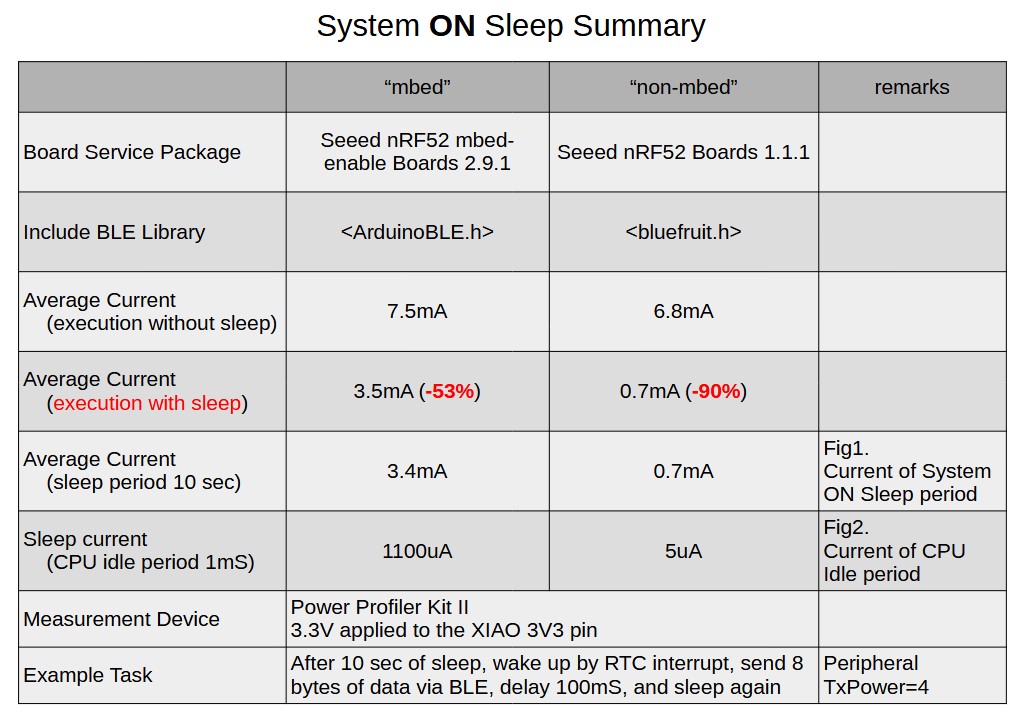 System ON Sleep Summary
“mbed”
“non-mbed”
remarks
Board Service Package
Seeed nRF52 mbed-
enable Boards 2.9.1
Seeed nRF52 Boards 1.1.1
Include BLE Library
<ArduinoBLE.h>
<bluefruit.h>
Average Current
(execution without sleep)
7.5mA
6.8mA
Average Current
(execution with sleep)
3.5mA (-53%)
0.7mA (-90%)
Average Current
(sleep period 10 sec)
3.4mA
0.7mA
Fig1.
Current of System
ON Sleep period
Sleep current
(CPU idle period 1mS)
1100uA
5uA
Fig2.
Current of CPU
Idle period
Measurement Device
Power Profiler Kit II
3.3V applied to the XIAO 3V3 pin
Example Task
After 10 sec of sleep, wake up by RTC interrupt, send 8
bytes of data via BLE, delay 100mS, and sleep again
Peripheral
TxPower=4